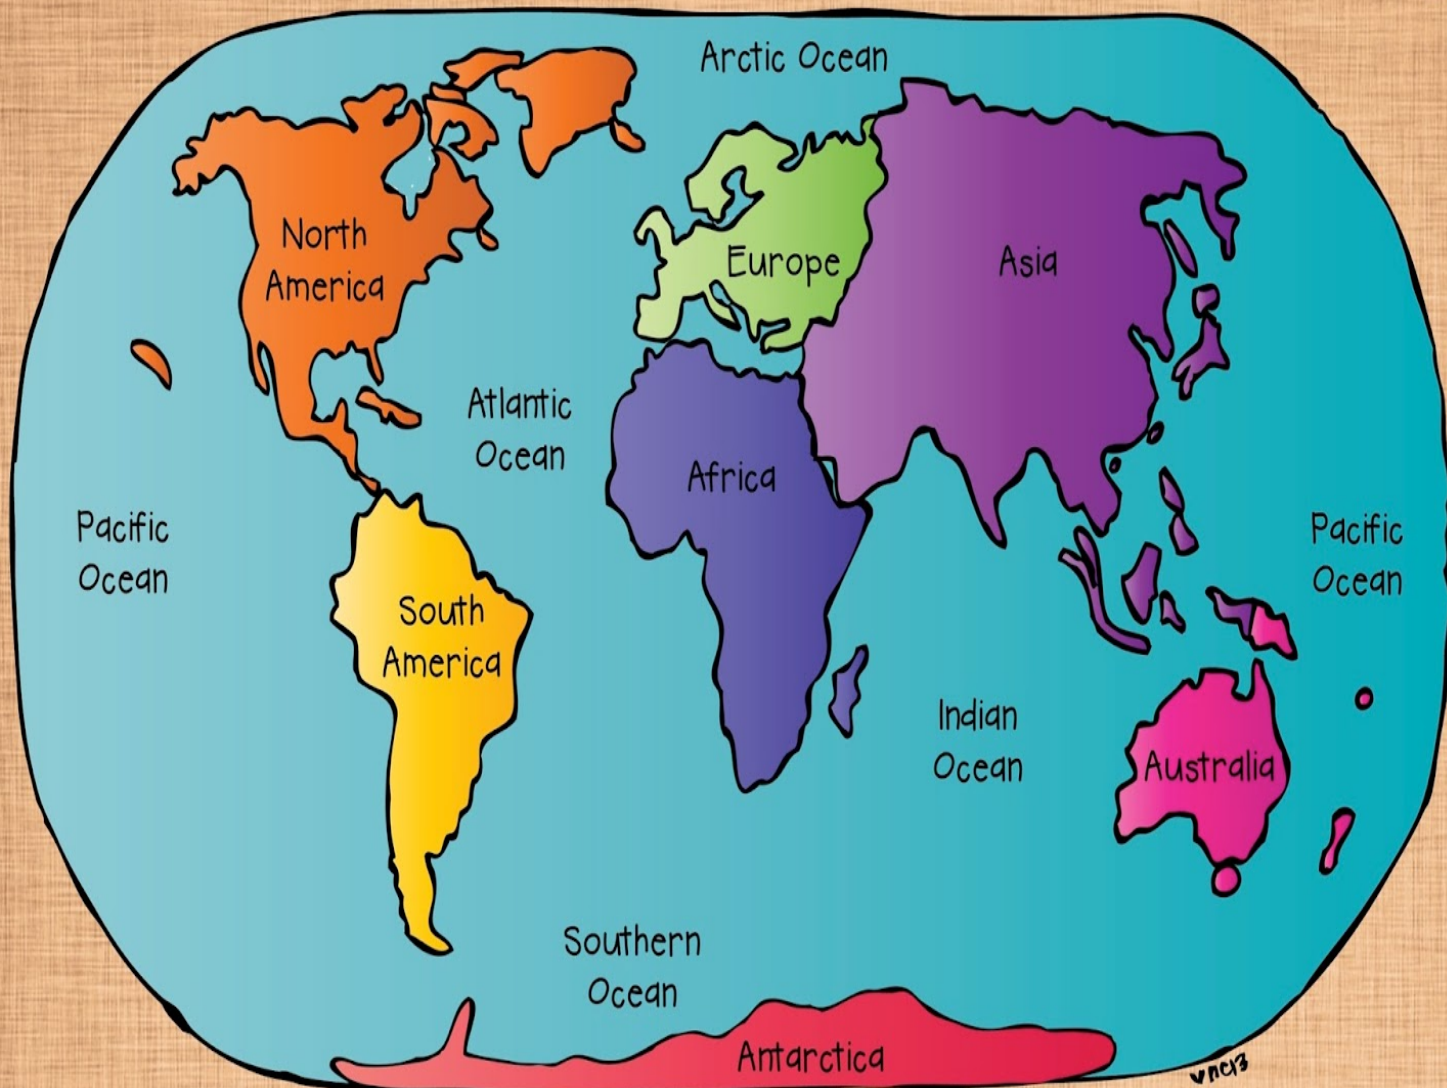 Arctic Ocean
North
America
Europe
Asia
Atlantic
Ocean
Africa
Pacific
Ocean
Pacific
Ocean
South
America
Indian
Ocean
Australia
Southern
Ocean
Antarctica